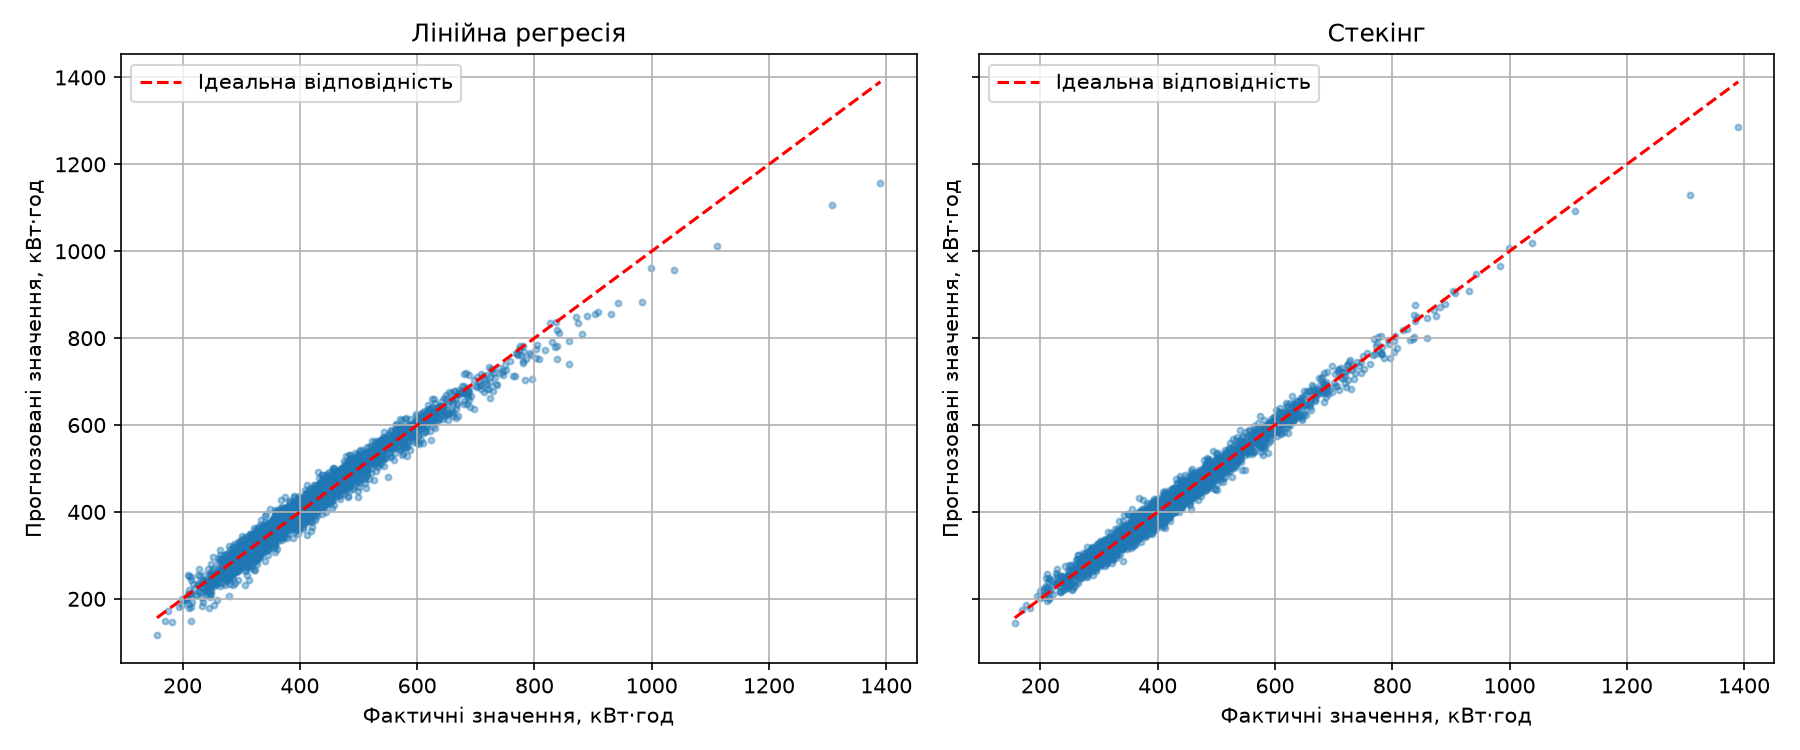 Лінійна регресія
Ідеальна відповідність
1400
1200
1000
800
600
400
200
Прогнозовані значення, кВт·год
200 400 600 800 1000 1200 1400
Фактичні значення, кВт·год
Стекінг
Ідеальна відповідність
Прогнозовані значення, кВт·год
200 400 600 800 1000 1200 1400
Фактичні значення, кВт·год